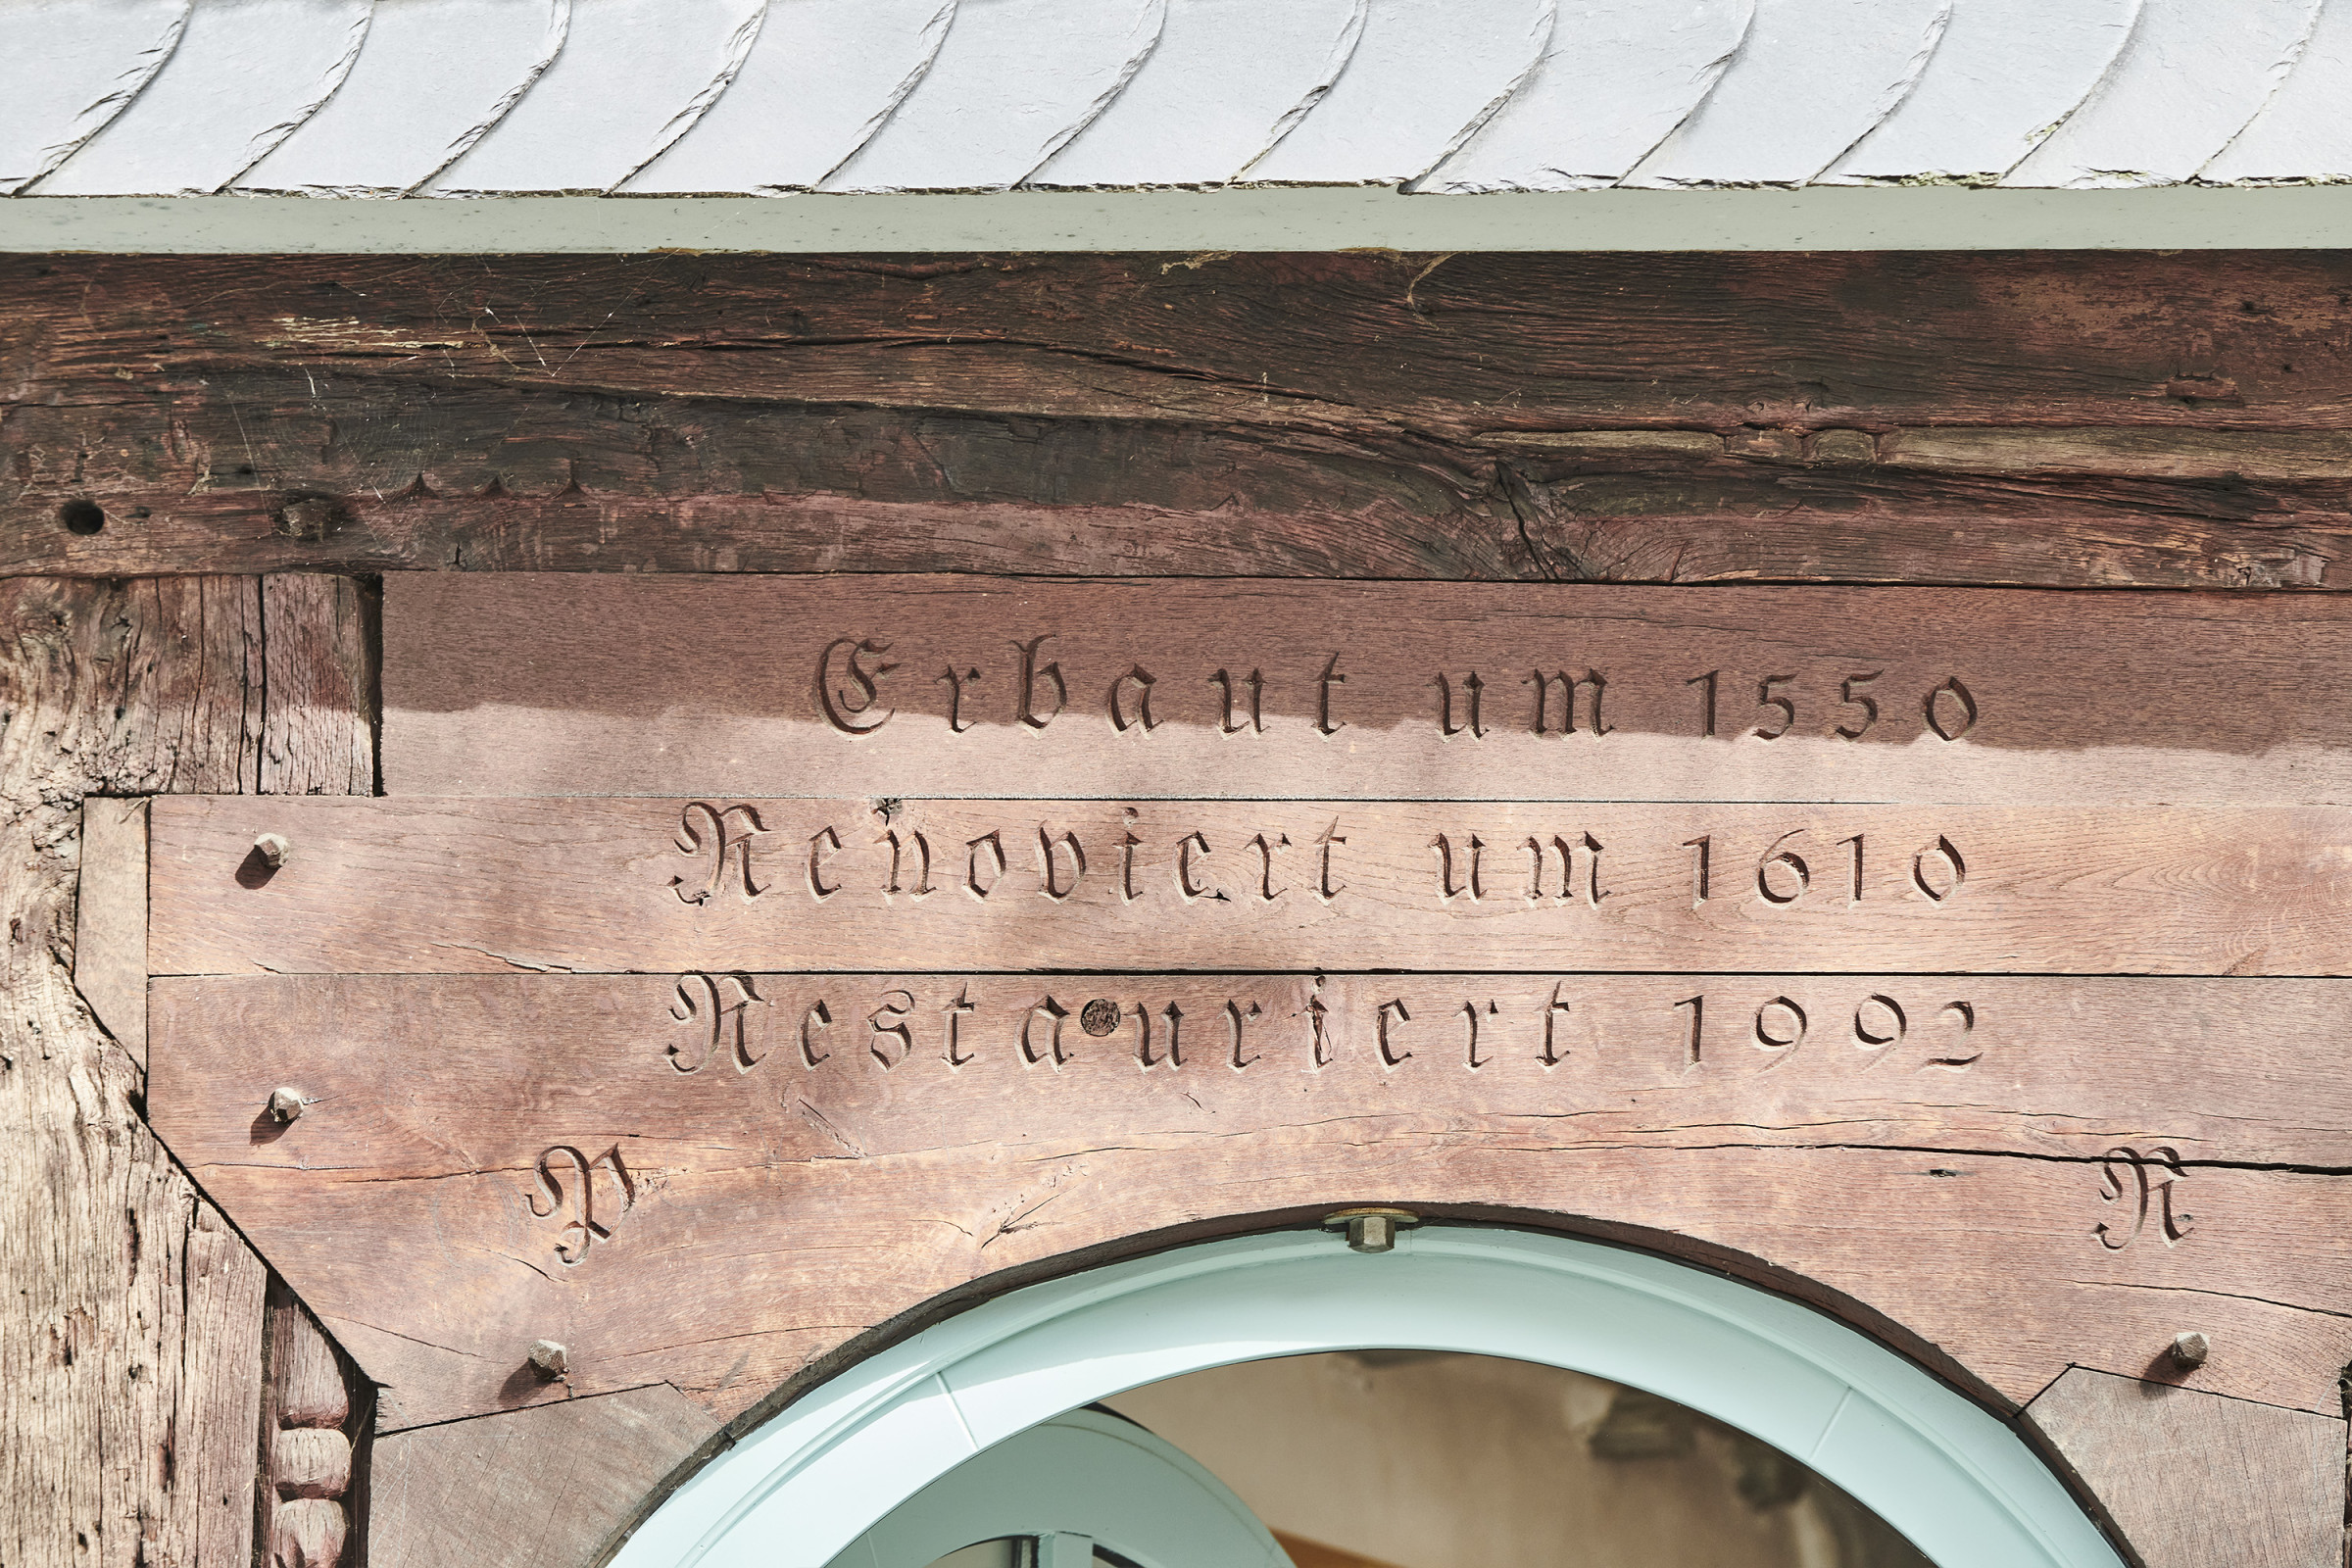 Erbaut um 1550
Renoviert um 1610
Restauriert 1992
P R